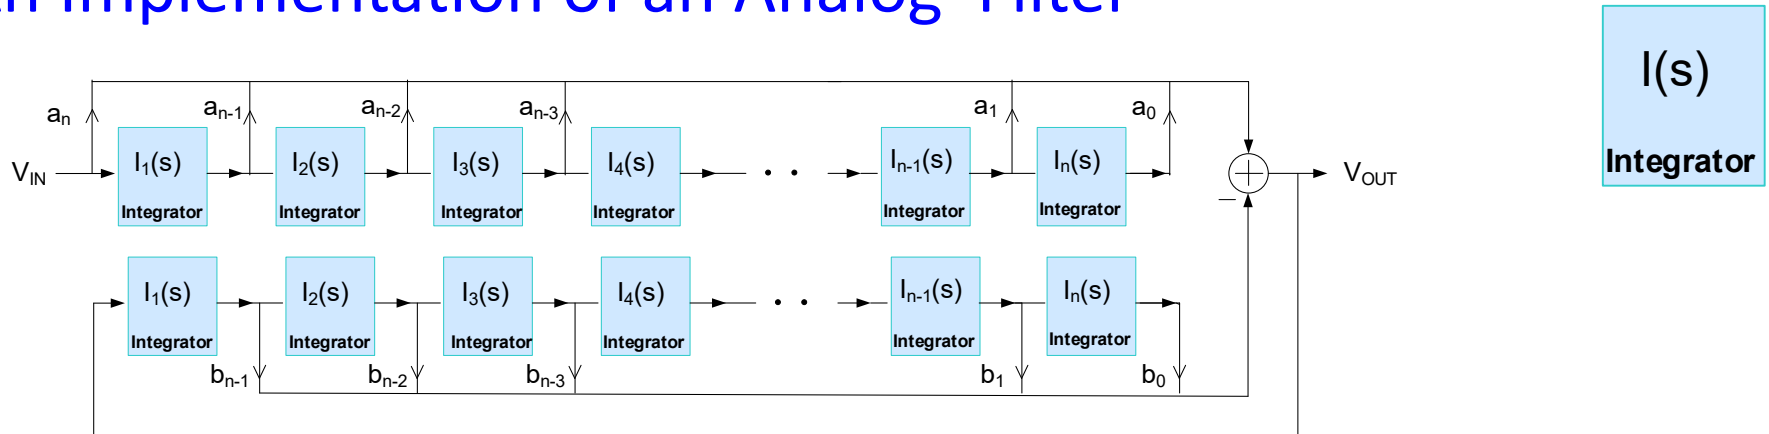 Implementation of an Analog Filter
I(s)
Integrator
aₙ
aₙ₋₁
aₙ₋₂
aₙ₋₃
a₁
a₀
V_IN
I₁(s)
Integrator
I₂(s)
Integrator
I₃(s)
Integrator
I₄(s)
Integrator
. .
Iₙ₋₁(s)
Integrator
Iₙ(s)
Integrator
+
−
V_OUT
I₁(s)
Integrator
I₂(s)
Integrator
I₃(s)
Integrator
I₄(s)
Integrator
. .
Iₙ₋₁(s)
Integrator
Iₙ(s)
Integrator
bₙ₋₁
bₙ₋₂
bₙ₋₃
b₁
b₀